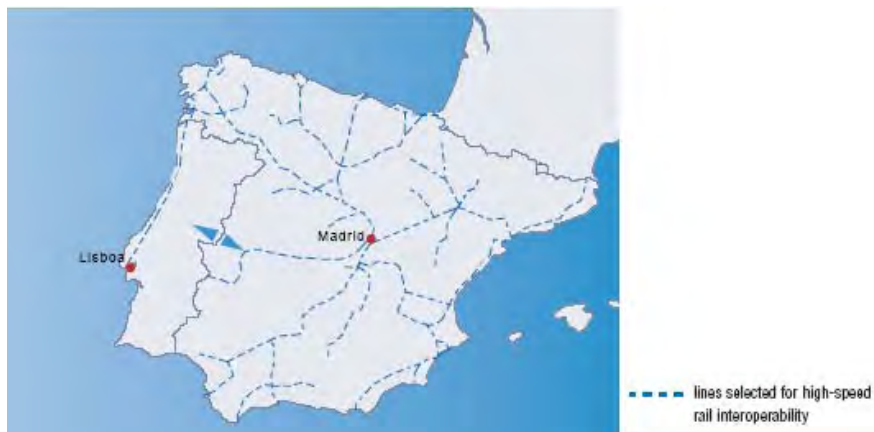 Madrid
Lisboa
lines selected for high-speed
rail interoperability